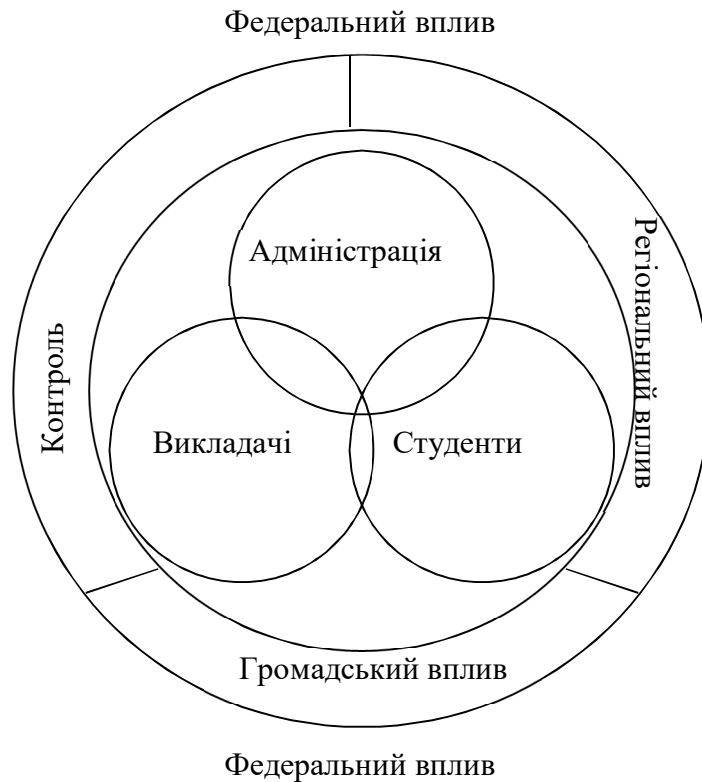 Федеральний вплив
Адміністрація
Регіональний вплив
Контроль
Викладачі
Студенти
Громадський вплив
Федеральний вплив